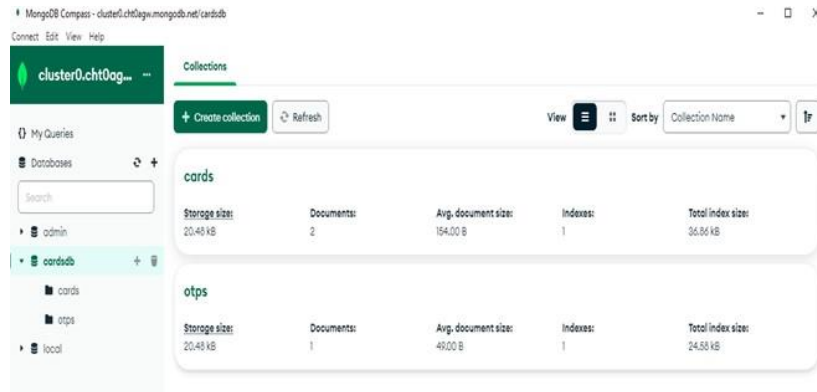 MongoDB Compass - cluster0.cht0agw.mongodb.net/cardsdb
Connect Edit View Help
cluster0.cht0ag... ...
Collections
+ Create collection
Refresh
View
Sort by
Collection Name
{} My Queries
Databases
Search
admin
cardsdb
cards
otps
local
cards
Storage size: Documents: Avg. document size: Indexes: Total index size:
20.48 kB 2 154.00 B 1 36.86 kB
otps
Storage size: Documents: Avg. document size: Indexes: Total index size:
20.48 kB 1 49.00 B 1 24.58 kB